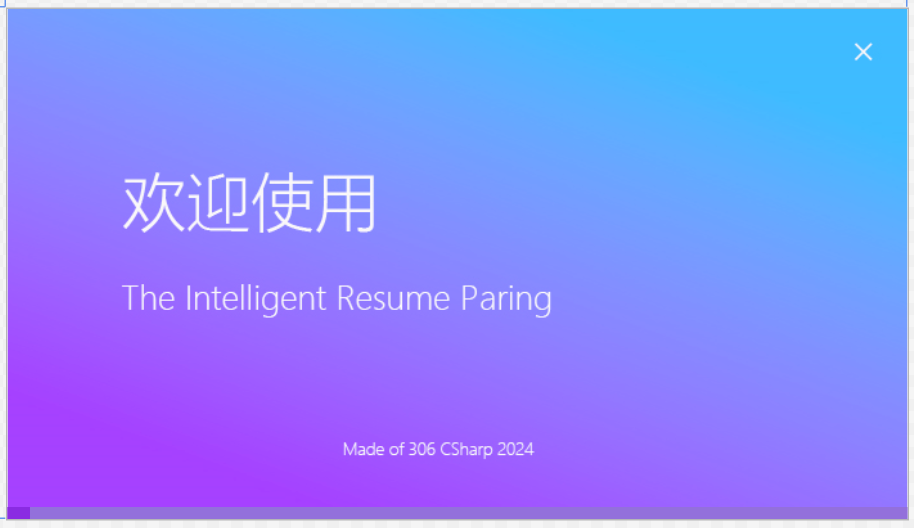 欢迎使用
The Intelligent Resume Paring
Made of 306 CSharp 2024